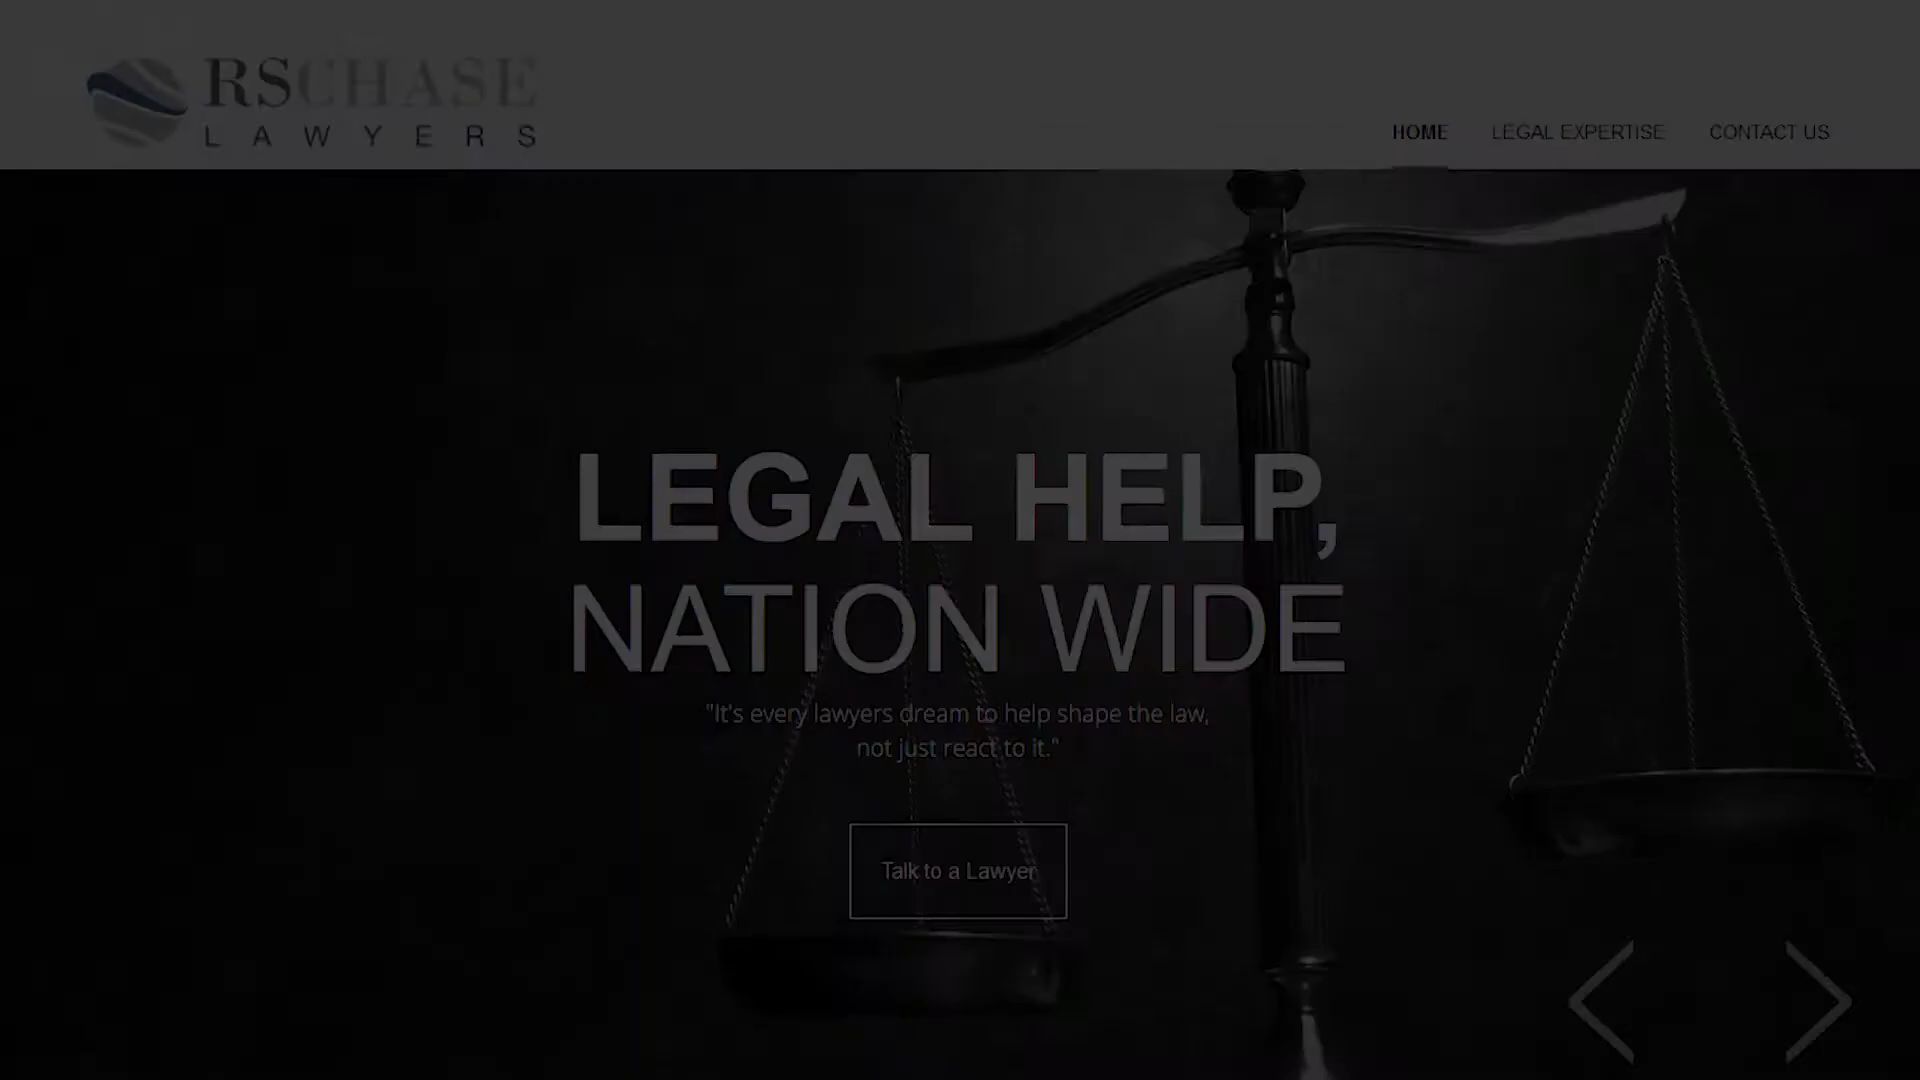 RSCHASE
LAWYERS
HOME LEGAL EXPERTISE CONTACT US
LEGAL HELP,
NATION WIDE
"It's every lawyers dream to help shape the law,
not just react to it."
Talk to a Lawyer